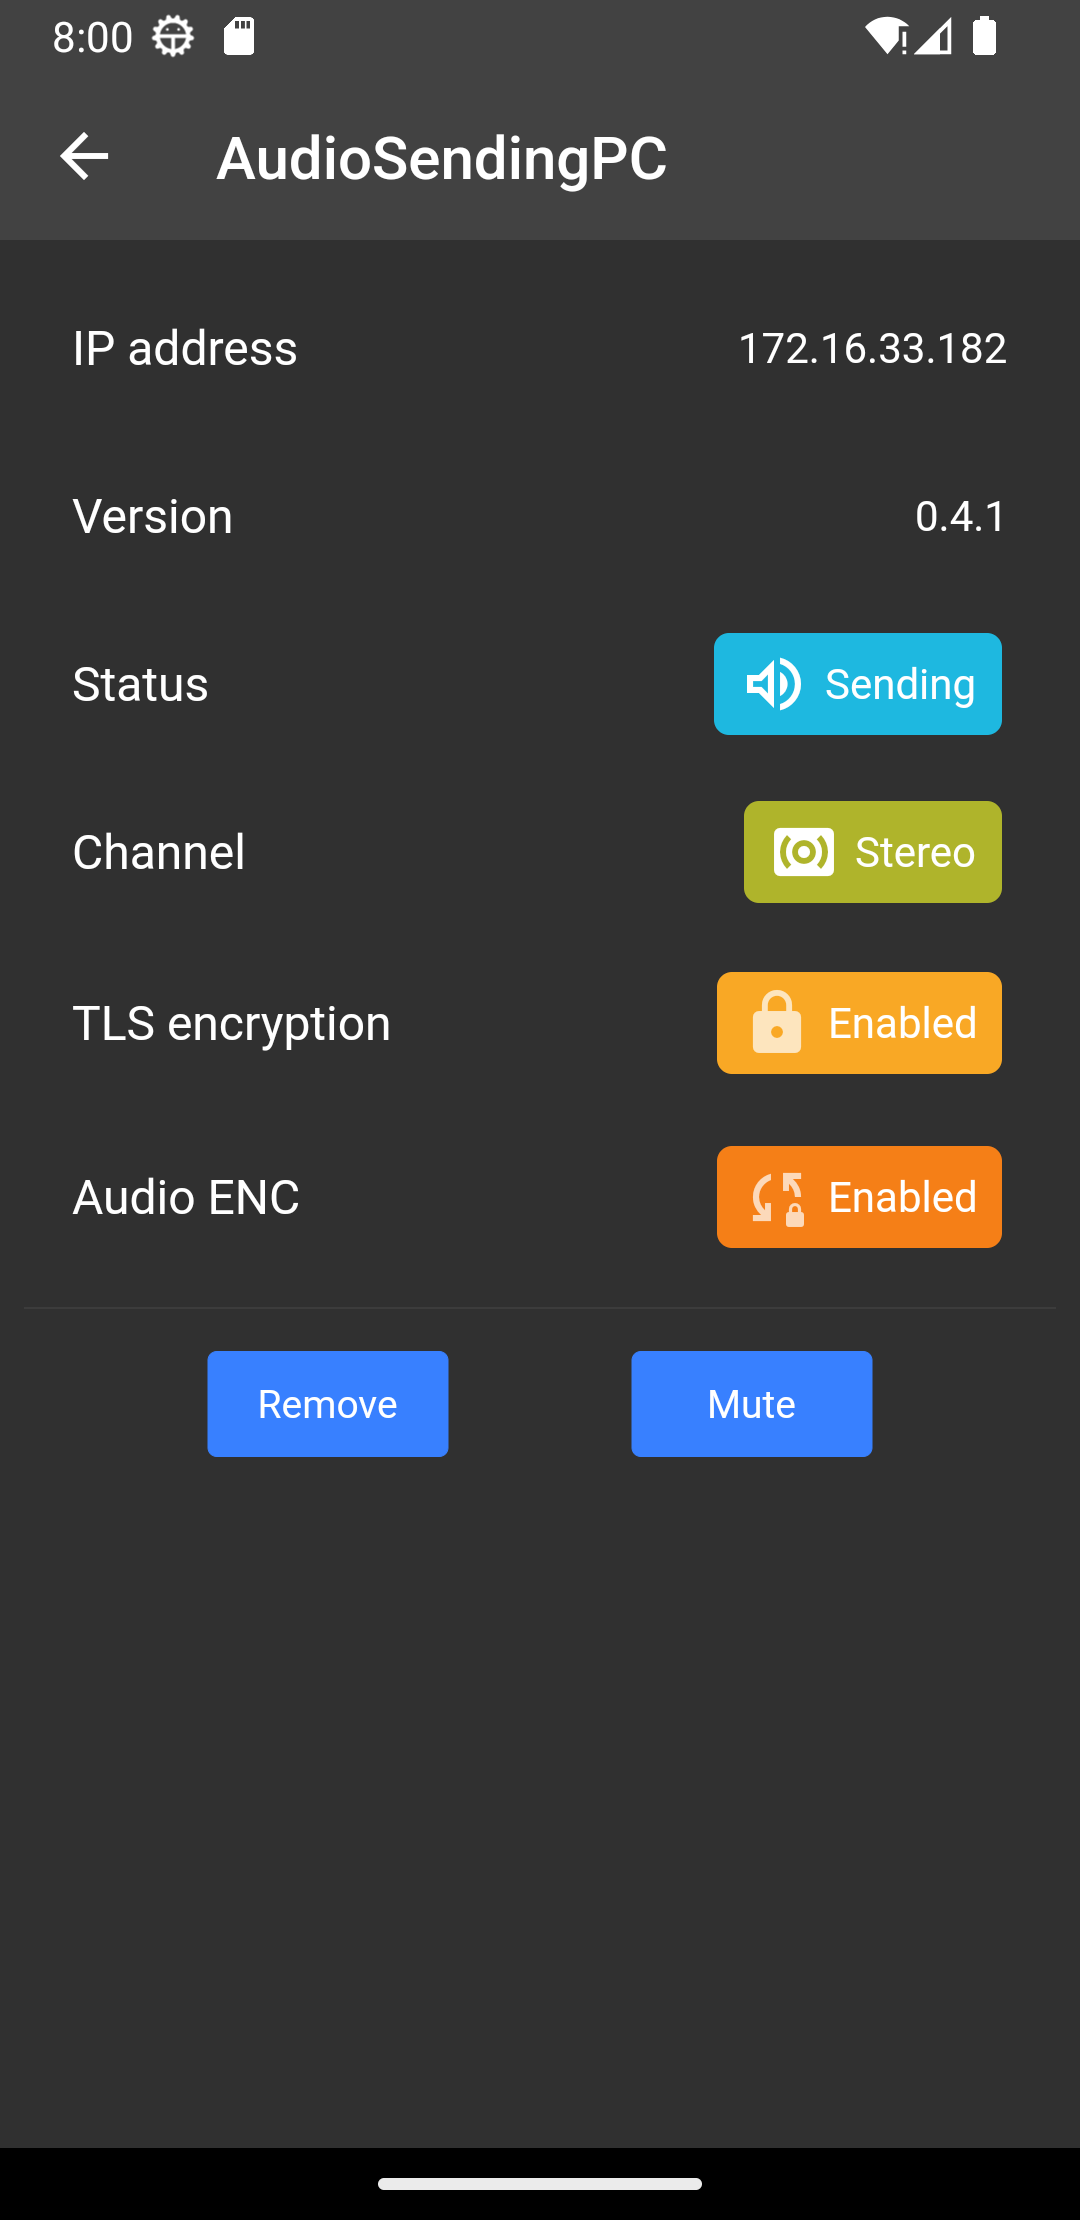 8:00
AudioSendingPC
IP address 172.16.33.182
Version 0.4.1
Status Sending
Channel Stereo
TLS encryption Enabled
Audio ENC Enabled
Remove Mute